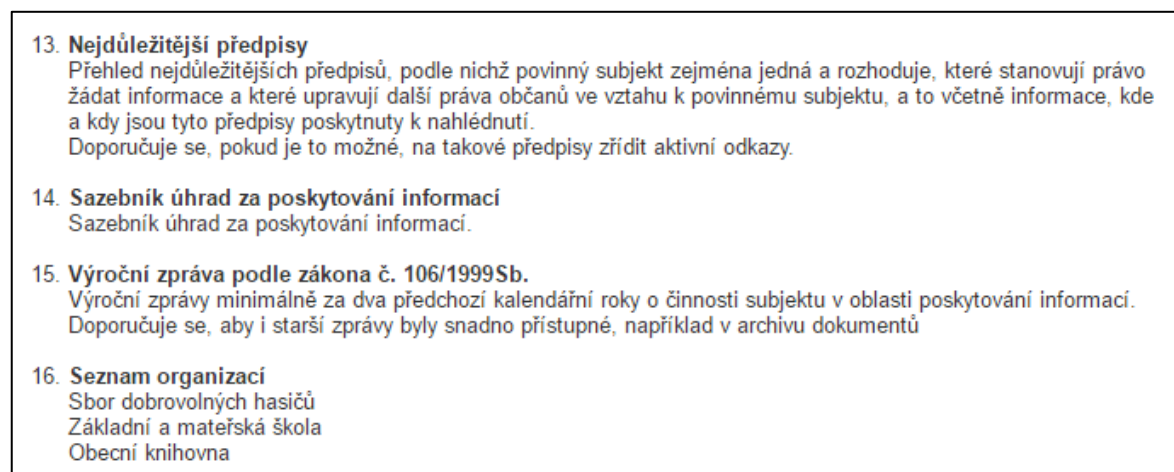 13. Nejdůležitější předpisy
Přehled nejdůležitějších předpisů, podle nichž povinný subjekt zejména jedná a rozhoduje, které stanovují právo
žádat informace a které upravují další práva občanů ve vztahu k povinnému subjektu, a to včetně informace, kde
a kdy jsou tyto předpisy poskytnuty k nahlédnutí.
Doporučuje se, pokud je to možné, na takové předpisy zřídit aktivní odkazy.
14. Sazebník úhrad za poskytování informací
Sazebník úhrad za poskytování informací.
15. Výroční zpráva podle zákona č. 106/1999Sb.
Výroční zprávy minimálně za dva předchozí kalendářní roky o činnosti subjektu v oblasti poskytování informací.
Doporučuje se, aby i starší zprávy byly snadno přístupné, například v archivu dokumentů
16. Seznam organizací
Sbor dobrovolných hasičů
Základní a mateřská škola
Obecní knihovna